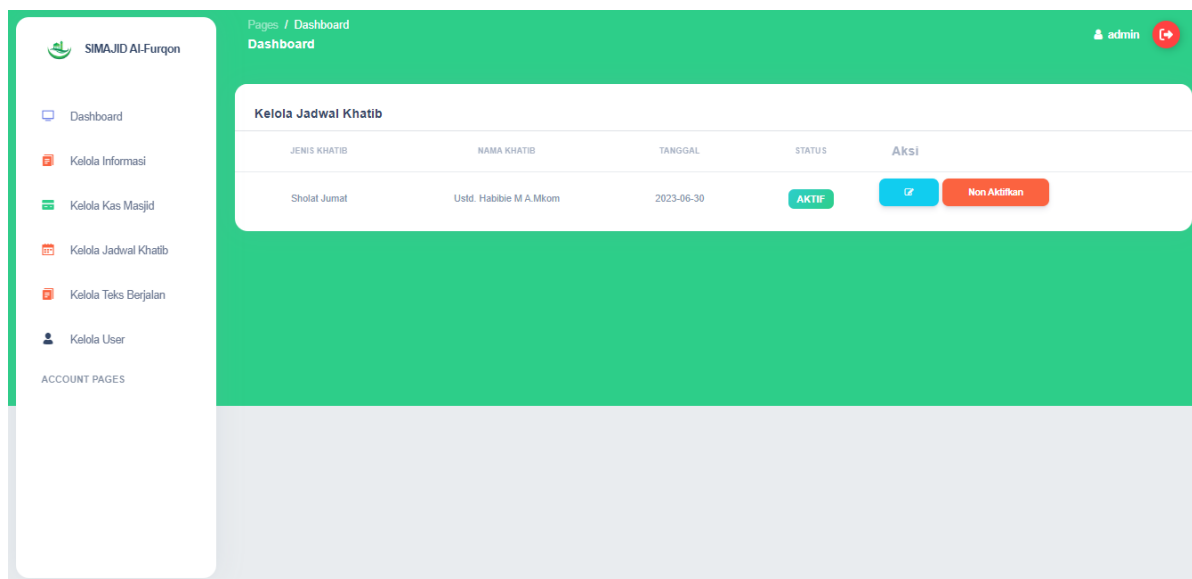 SIMAJID Al-Furqon
Dashboard
Kelola Informasi
Kelola Kas Masjid
Kelola Jadwal Khatib
Kelola Teks Berjalan
Kelola User
ACCOUNT PAGES
Pages / Dashboard
Dashboard
admin
Kelola Jadwal Khatib
JENIS KHATIB NAMA KHATIB TANGGAL STATUS Aksi
Sholat Jumat Ustd. Habibie M A.Mkom 2023-06-30 AKTIF Non Aktifkan